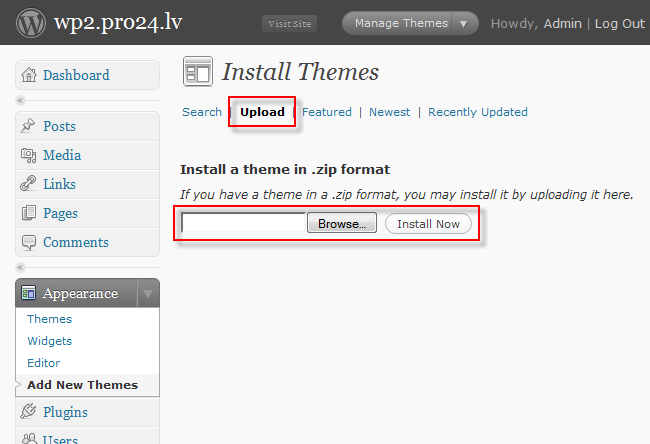 wp2.pro24.lv Visit Site Manage Themes Howdy, Admin | Log Out
Dashboard
Posts
Media
Links
Pages
Comments
Appearance
Themes
Widgets
Editor
Add New Themes
Plugins
Users
Install Themes
Search | Upload | Featured | Newest | Recently Updated
Install a theme in .zip format
If you have a theme in a .zip format, you may install it by uploading it here.
Browse... Install Now